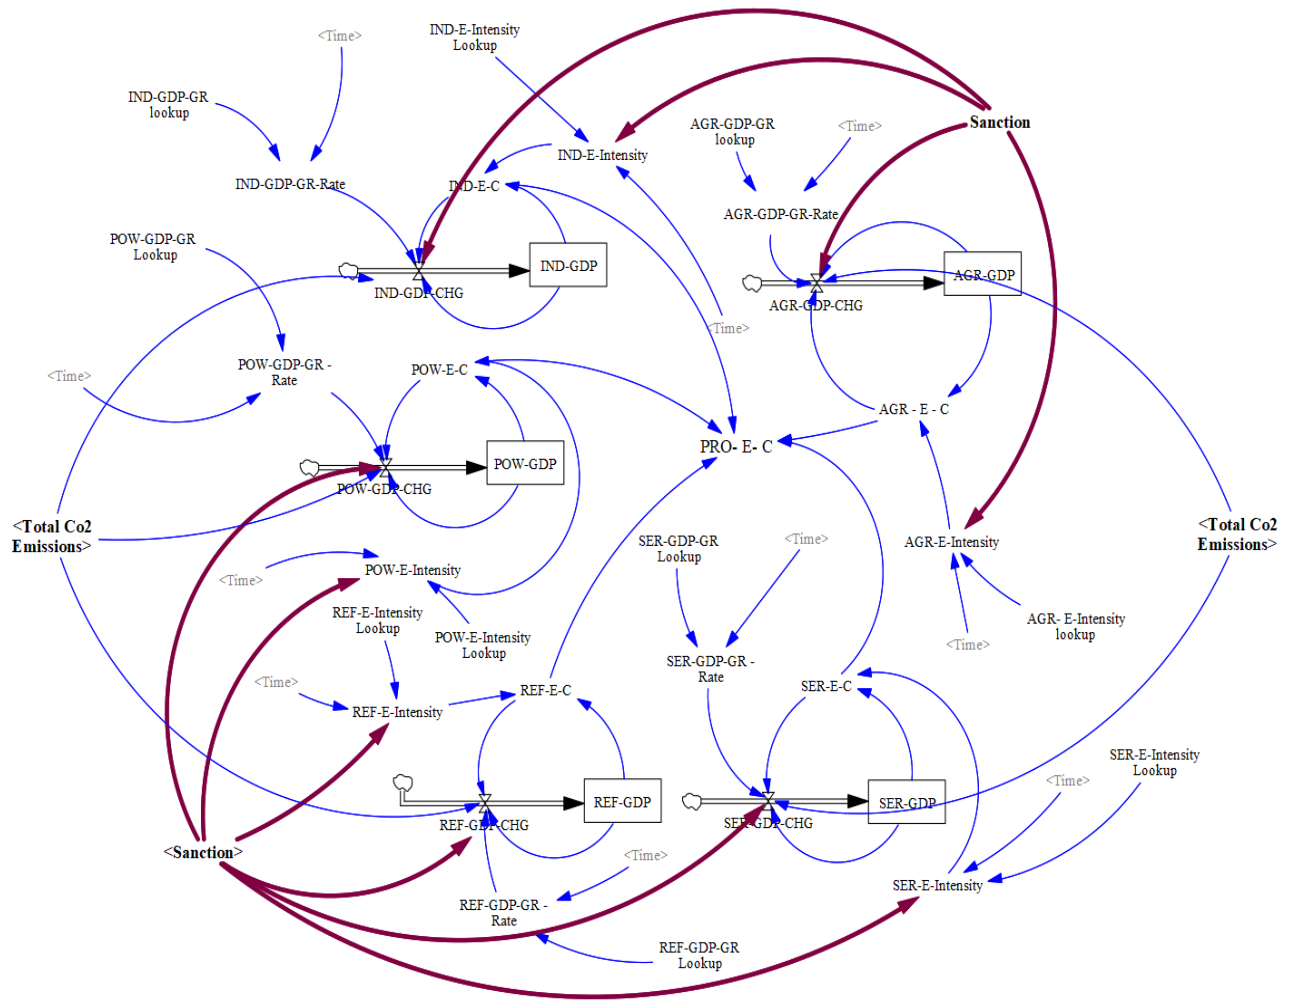 <Time>
IND-E-Intensity
Lookup
IND-GDP-GR
lookup
Sanction
AGR-GDP-GR
lookup
<Time>
IND-E-Intensity
IND-GDP-GR-Rate
IND-E-C
AGR-GDP-GR-Rate
POW-GDP-GR
Lookup
IND-GDP
AGR-GDP
IND-GDP-CHG
AGR-GDP-CHG
<Time>
POW-GDP-GR -
Rate
<Time>
POW-E-C
AGR - E - C
PRO- E- C
POW-GDP
POW-GDP-CHG
<Total Co2
Emissions>
<Total Co2
Emissions>
SER-GDP-GR
Lookup
<Time>
AGR-E-Intensity
<Time>
POW-E-Intensity
REF-E-Intensity
Lookup
POW-E-Intensity
Lookup
AGR- E-Intensity
lookup
<Time>
SER-GDP-GR -
Rate
<Time>
REF-E-C
SER-E-C
REF-E-Intensity
SER-E-Intensity
Lookup
<Time>
REF-GDP
SER-GDP
REF-GDP-CHG
SER-GDP-CHG
<Sanction>
<Time>
SER-E-Intensity
REF-GDP-GR -
Rate
REF-GDP-GR
Lookup